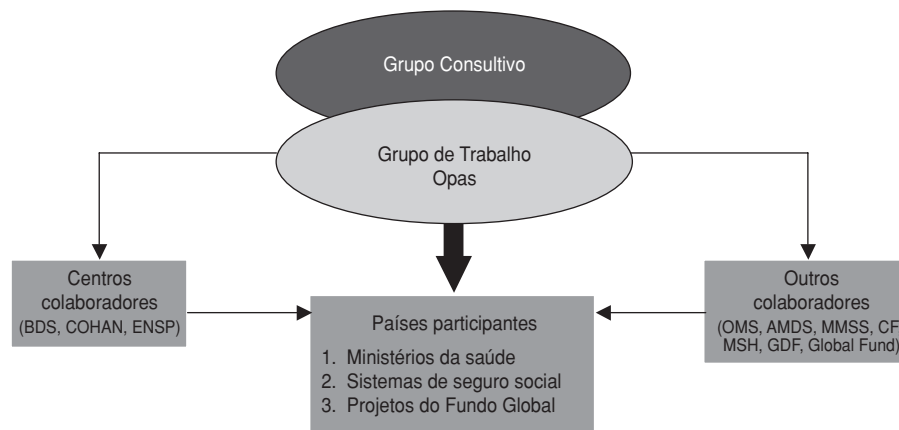 Grupo Consultivo
Grupo de Trabalho
Opas
Centros
colaboradores
(BDS, COHAN, ENSP)
Países participantes
1. Ministérios da saúde
2. Sistemas de seguro social
3. Projetos do Fundo Global
Outros
colaboradores
(OMS, AMDS, MMSS, CF
MSH, GDF, Global Fund)